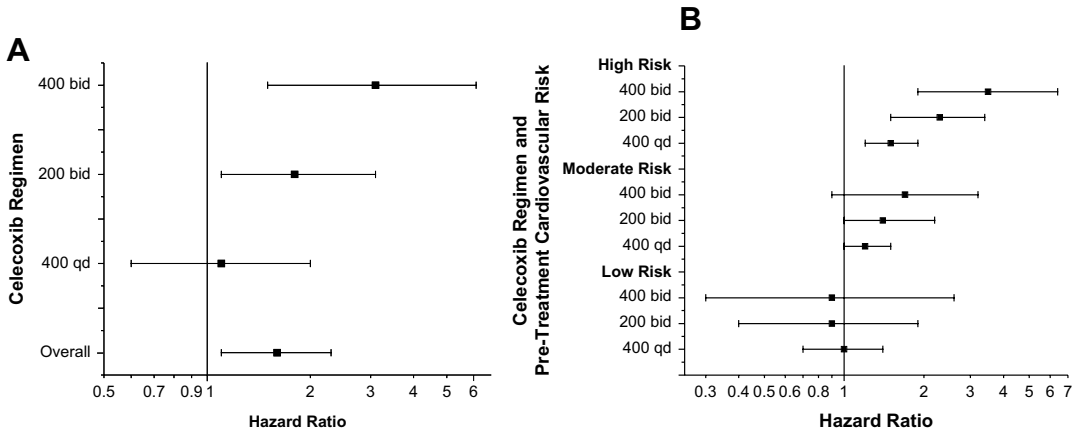 A
Celecoxib Regimen
400 bid
200 bid
400 qd
Overall
0.5 0.7 0.9 1 2 3 4 5 6
Hazard Ratio
B
Celecoxib Regimen and
Pre-Treatment Cardiovascular Risk
High Risk
400 bid
200 bid
400 qd
Moderate Risk
400 bid
200 bid
400 qd
Low Risk
400 bid
200 bid
400 qd
0.3 0.4 0.5 0.6 0.8 1 2 3 4 5 6 7
Hazard Ratio